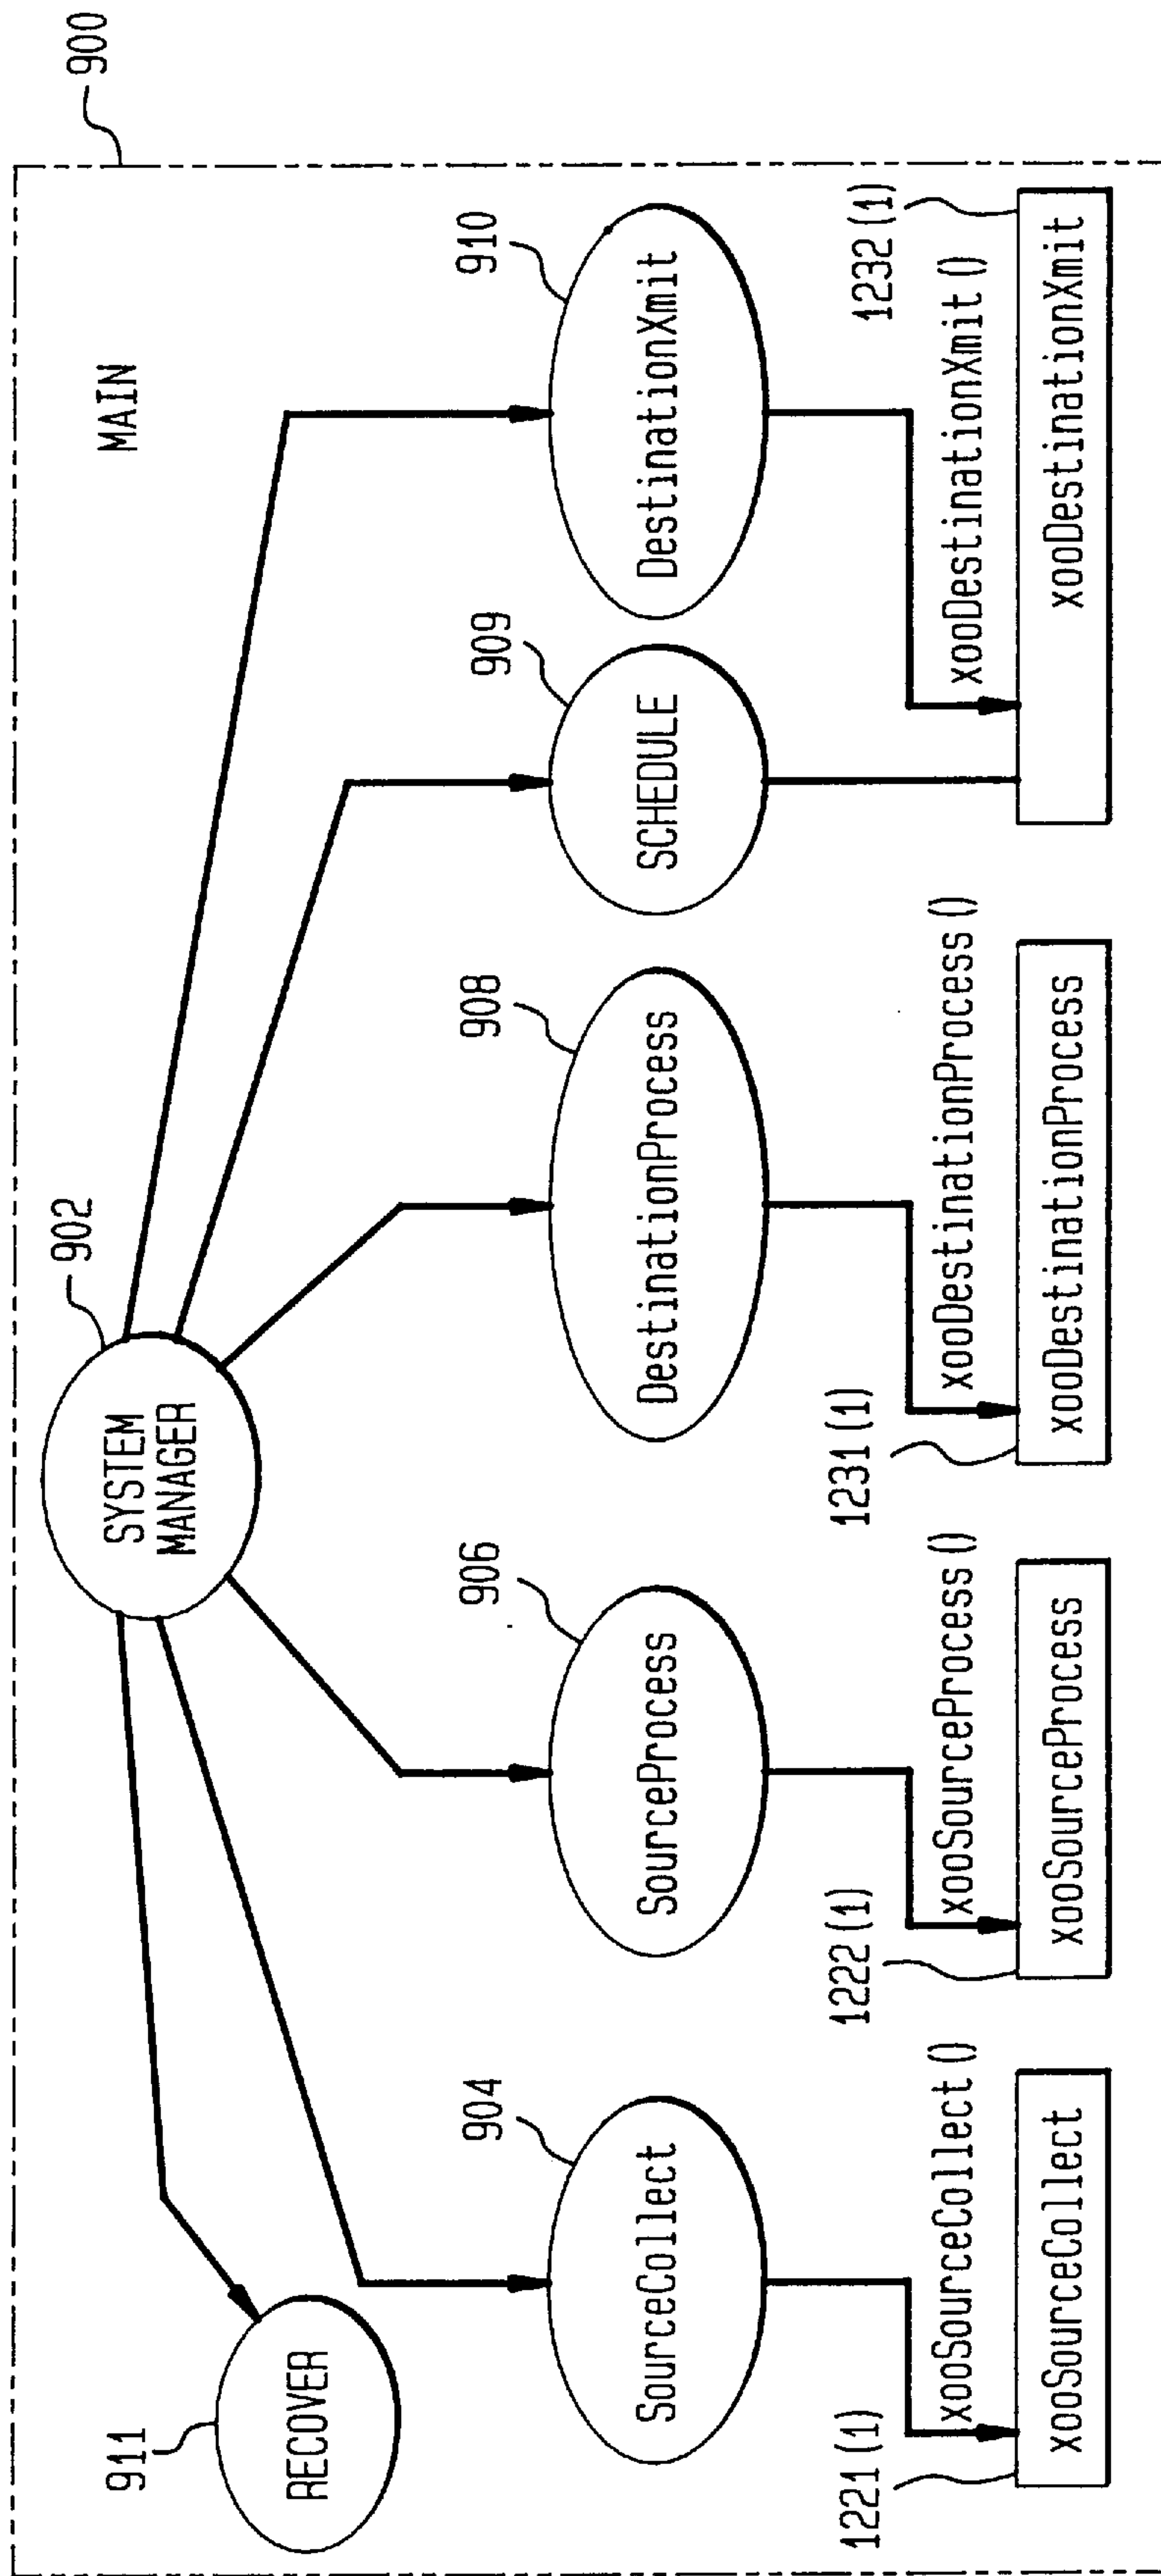 900
MAIN
902
SYSTEM
MANAGER
911
RECOVER
904
SourceCollect
906
SourceProcess
908
DestinationProcess
909
SCHEDULE
910
DestinationXmit
1221 (1)
xooSourceCollect ()
xooSourceCollect
1222 (1)
xooSourceProcess ()
xooSourceProcess
1231 (1)
xooDestinationProcess ()
xooDestinationProcess
1232 (1)
xooDestinationXmit ()
xooDestinationXmit